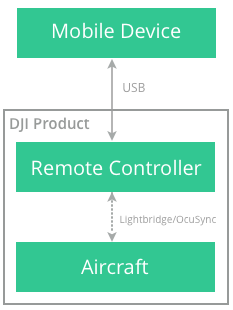 Mobile Device
USB
DJI Product
Remote Controller
Lightbridge/OcuSync
Aircraft